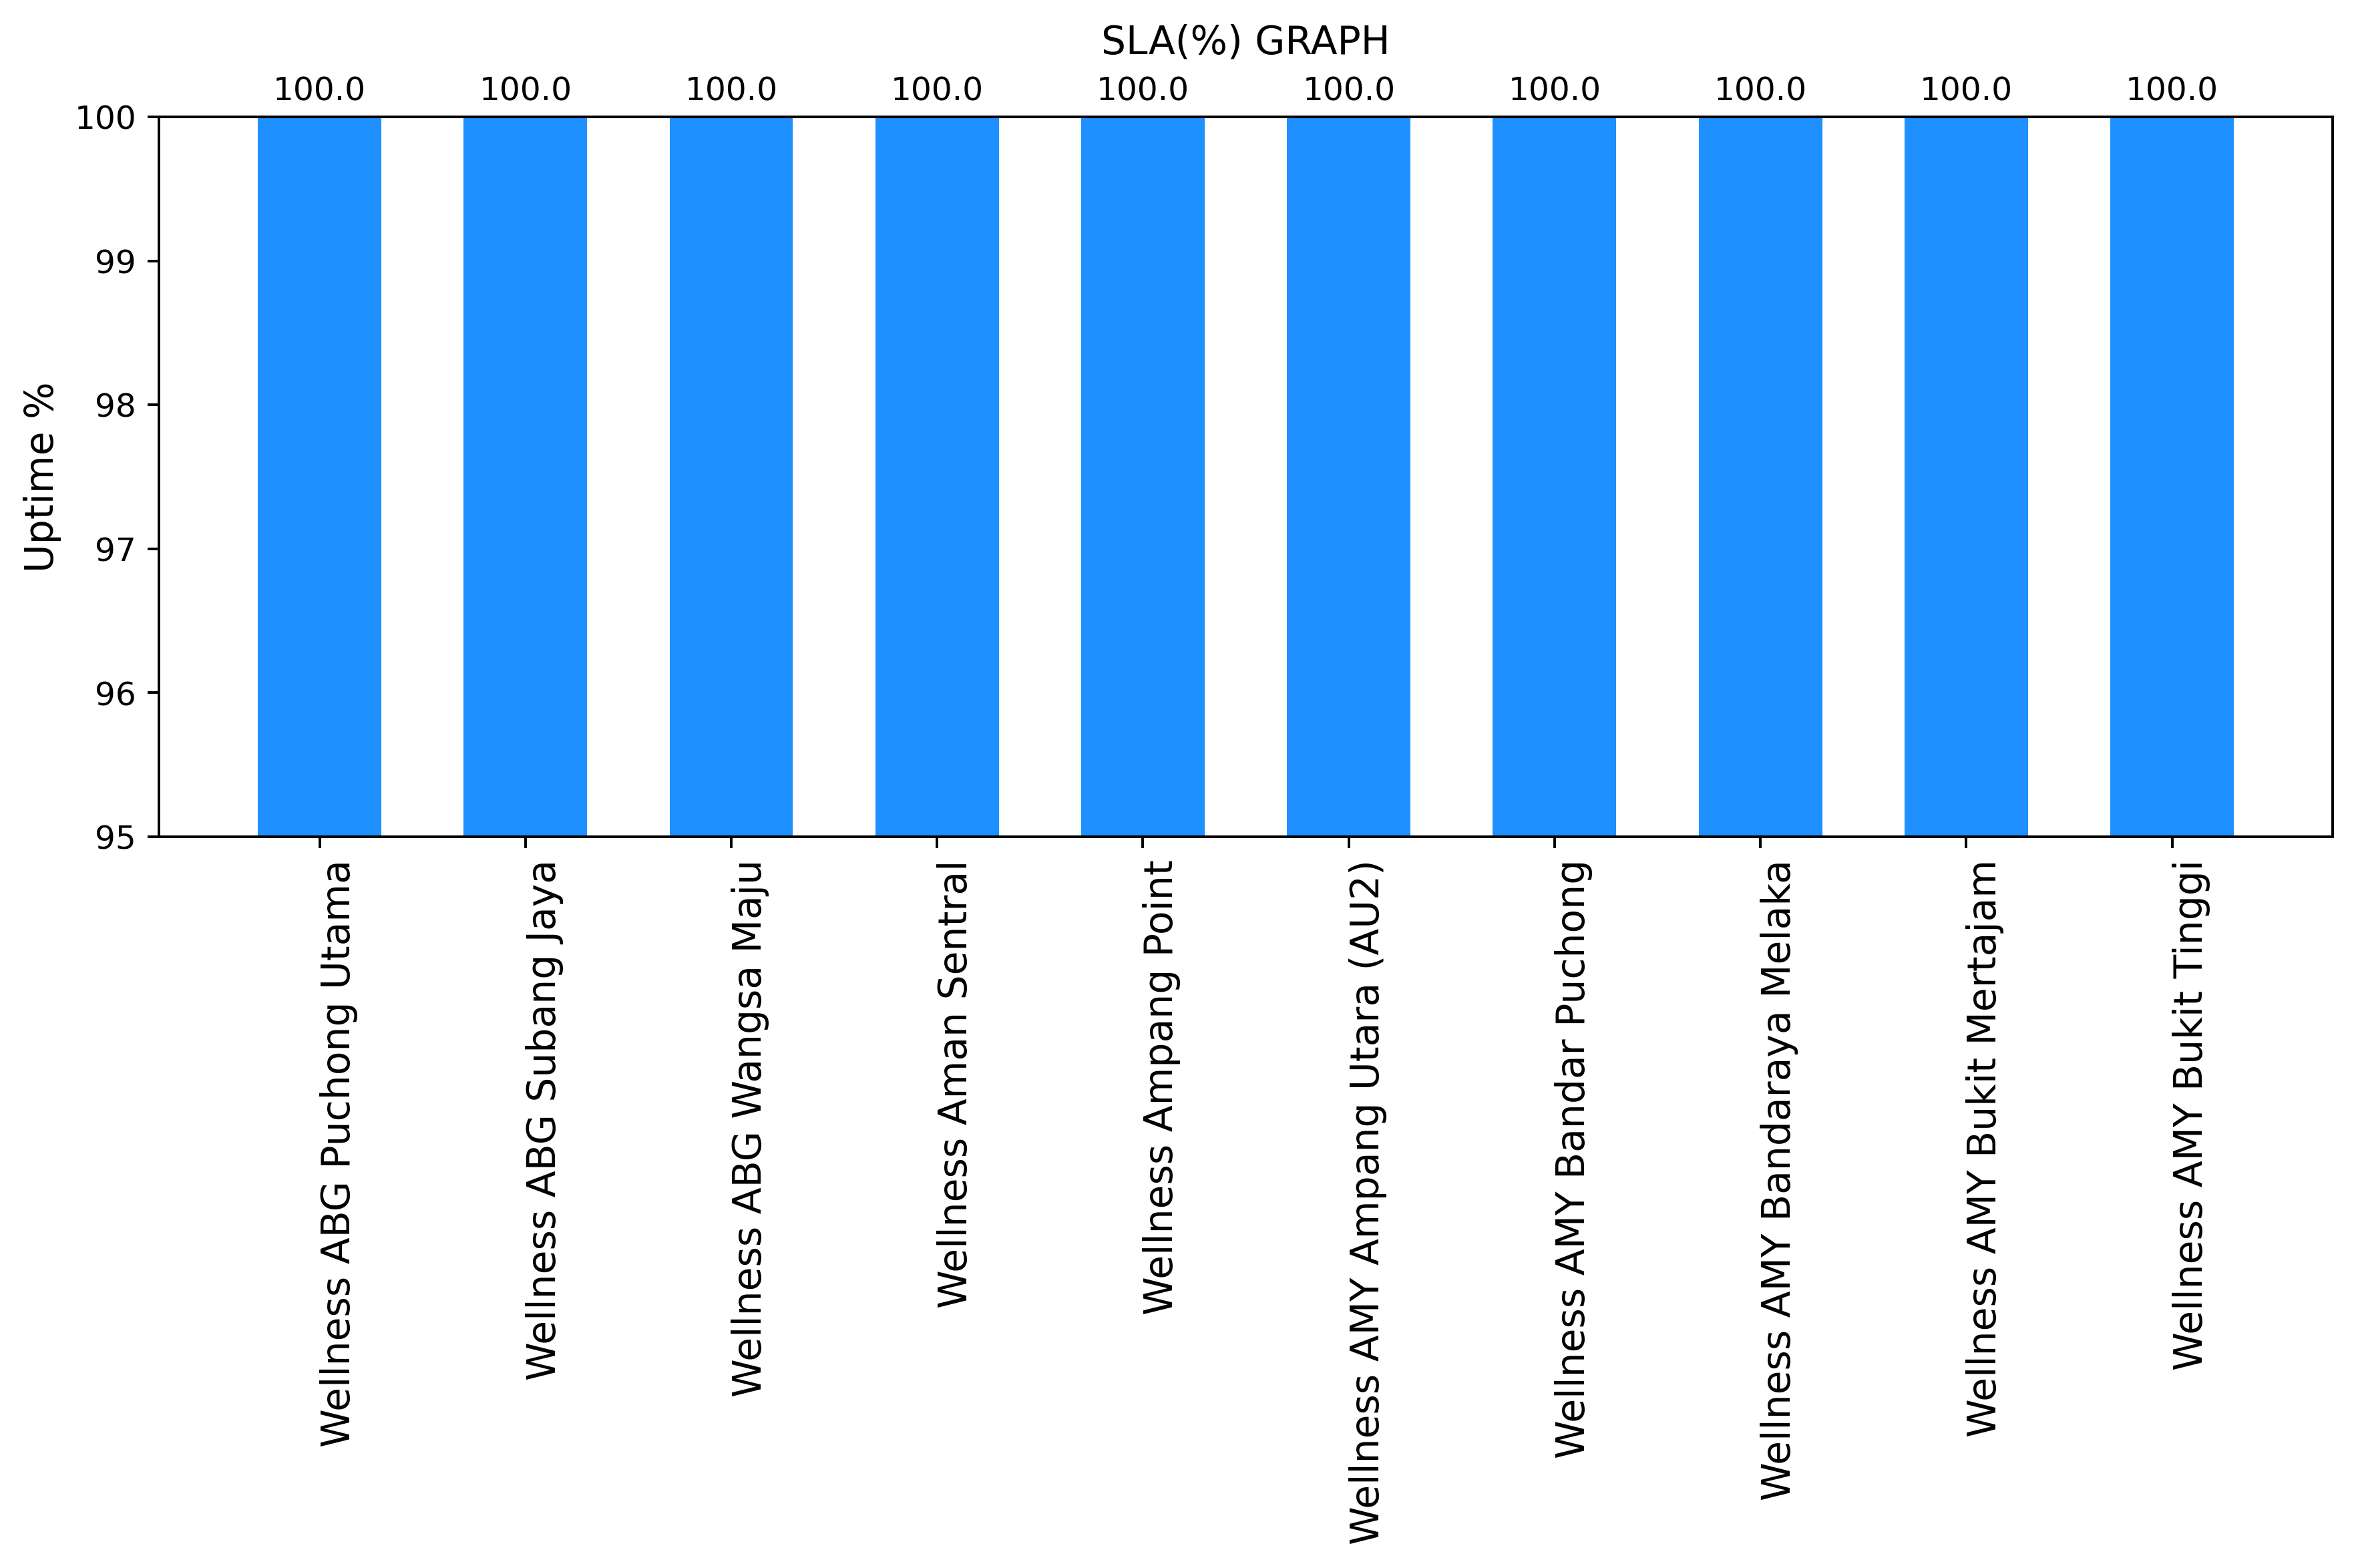 SLA(%) GRAPH
100.0 100.0 100.0 100.0 100.0 100.0 100.0 100.0 100.0 100.0
100
99
98
97
96
95
Uptime %
Wellness ABG Puchong Utama
Wellness ABG Subang Jaya
Wellness ABG Wangsa Maju
Wellness Aman Sentral
Wellness Ampang Point
Wellness AMY Ampang Utara (AU2)
Wellness AMY Bandar Puchong
Wellness AMY Bandaraya Melaka
Wellness AMY Bukit Mertajam
Wellness AMY Bukit Tinggi